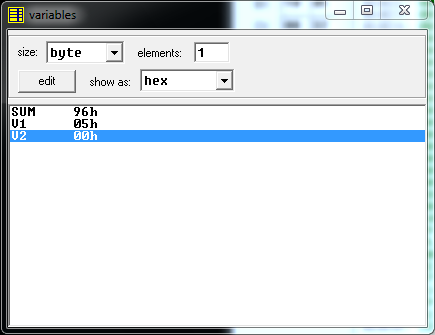 variables
size: byte elements: 1
edit show as: hex
SUM 96h
V1 05h
V2 00h